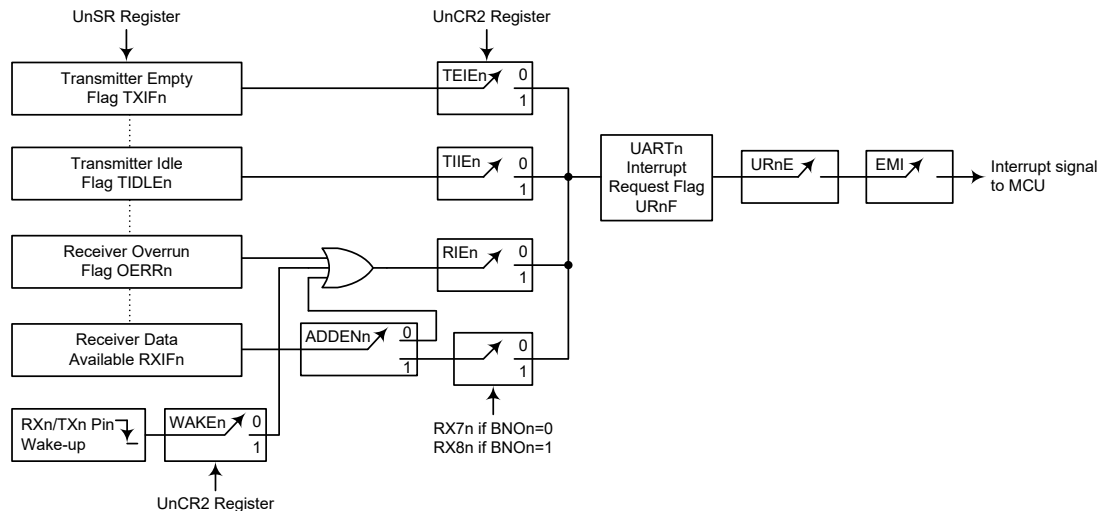 UnSR Register
UnCR2 Register
Transmitter Empty
Flag TXIFn
TEIEn
0
1
Transmitter Idle
Flag TIDLEn
TIIEn
0
1
UARTn
Interrupt
Request Flag
URnF
URnE
EMI
Interrupt signal
to MCU
Receiver Overrun
Flag OERRn
RIEn
0
1
Receiver Data
Available RXIFn
ADDENn
0
1
0
1
RX7n if BNOn=0
RX8n if BNOn=1
RXn/TXn Pin
Wake-up
WAKEn
0
1
UnCR2 Register